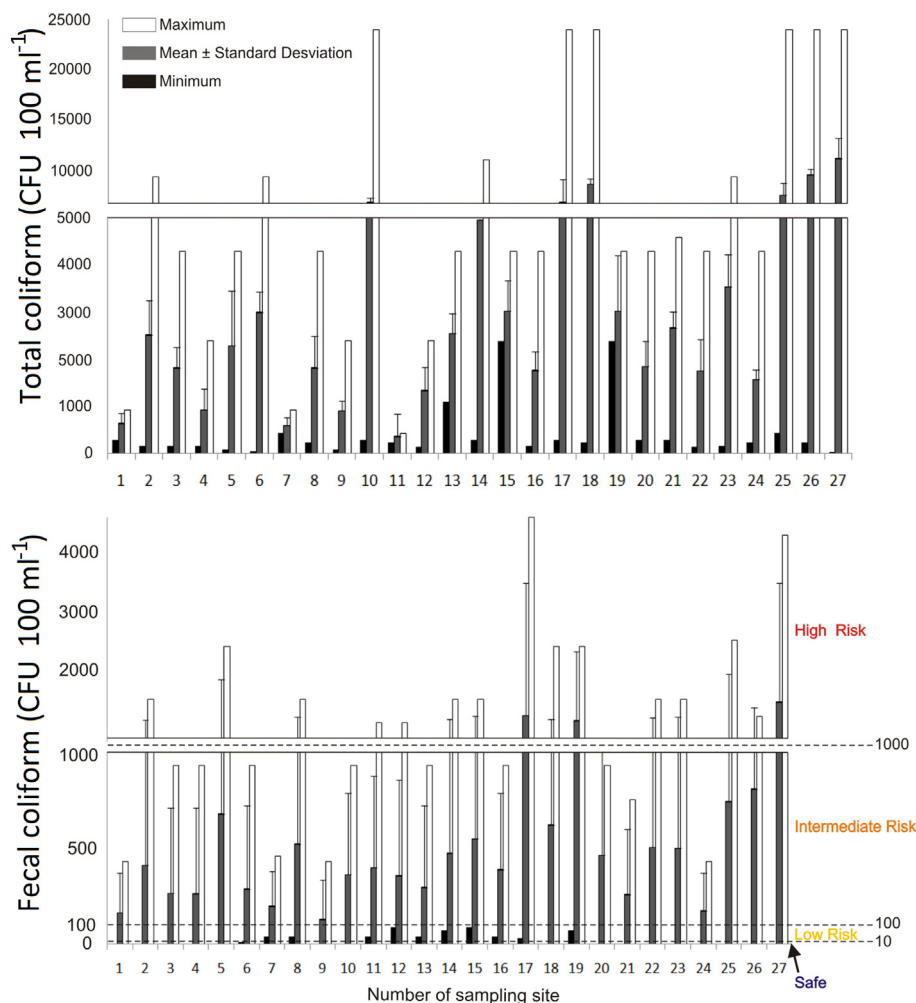 Total coliform (CFU 100 ml-1)
25000
20000
15000
10000
5000
4000
3000
5000
1000
0
Maximum
Mean ± Standard Desviation
Minimum
1 2 3 4 5 6 7 8 9 10 11 12 13 14 15 16 17 18 19 20 21 22 23 24 25 26 27
Fecal coliform (CFU 100 ml-1)
4000
3000
2000
1000
500
100
0
High Risk
1000
Intermediate Risk
100
Low Risk
10
Safe
1 2 3 4 5 6 7 8 9 10 11 12 13 14 15 16 17 18 19 20 21 22 23 24 25 26 27
Number of sampling site